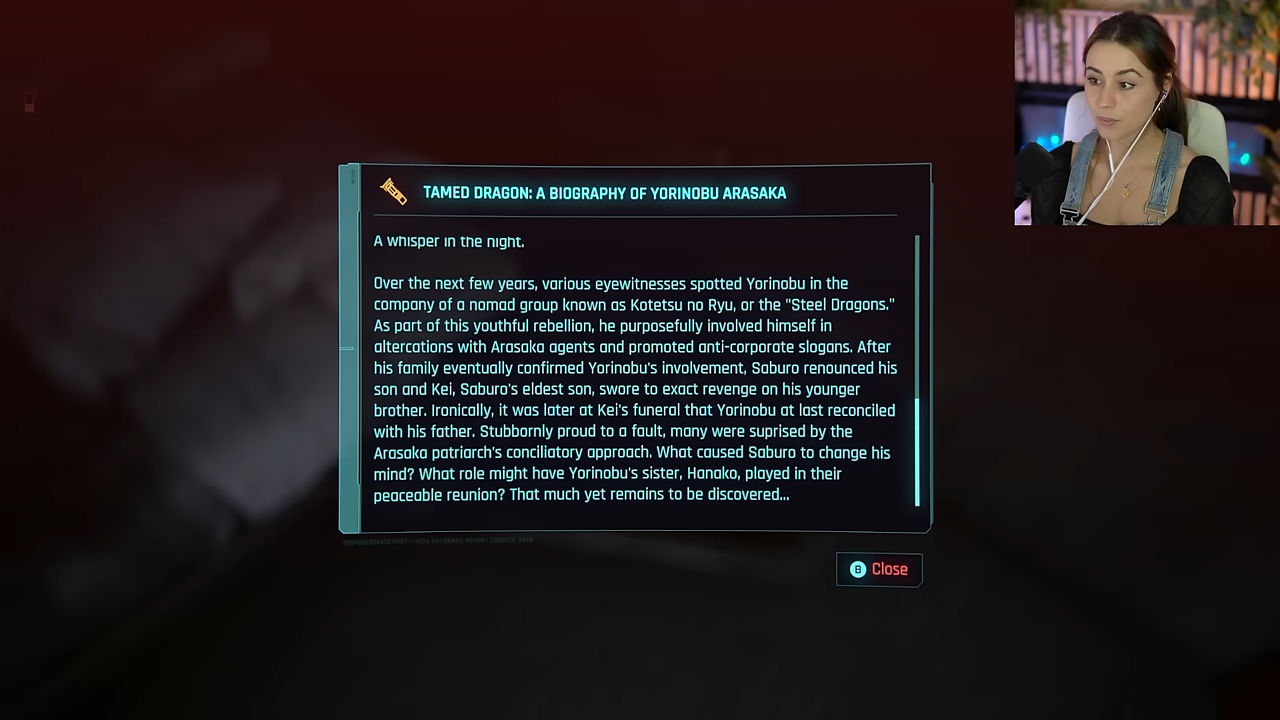 TAMED DRAGON: A BIOGRAPHY OF YORINOBU ARASAKA
A whisper in the night.
Over the next few years, various eyewitnesses spotted Yorinobu in the
company of a nomad group known as Kotetsu no Ryu, or the "Steel Dragons."
As part of this youthful rebellion, he purposefully involved himself in
altercations with Arasaka agents and promoted anti-corporate slogans. After
his family eventually confirmed Yorinobu's involvement, Saburo renounced his
son and Kei, Saburo's eldest son, swore to exact revenge on his younger
brother. Ironically, it was later at Kei's funeral that Yorinobu at last reconciled
with his father. Stubbornly proud to a fault, many were suprised by the
Arasaka patriarch's conciliatory approach. What caused Saburo to change his
mind? What role might have Yorinobu's sister, Hanako, played in their
peaceable reunion? That much yet remains to be discovered...
B Close